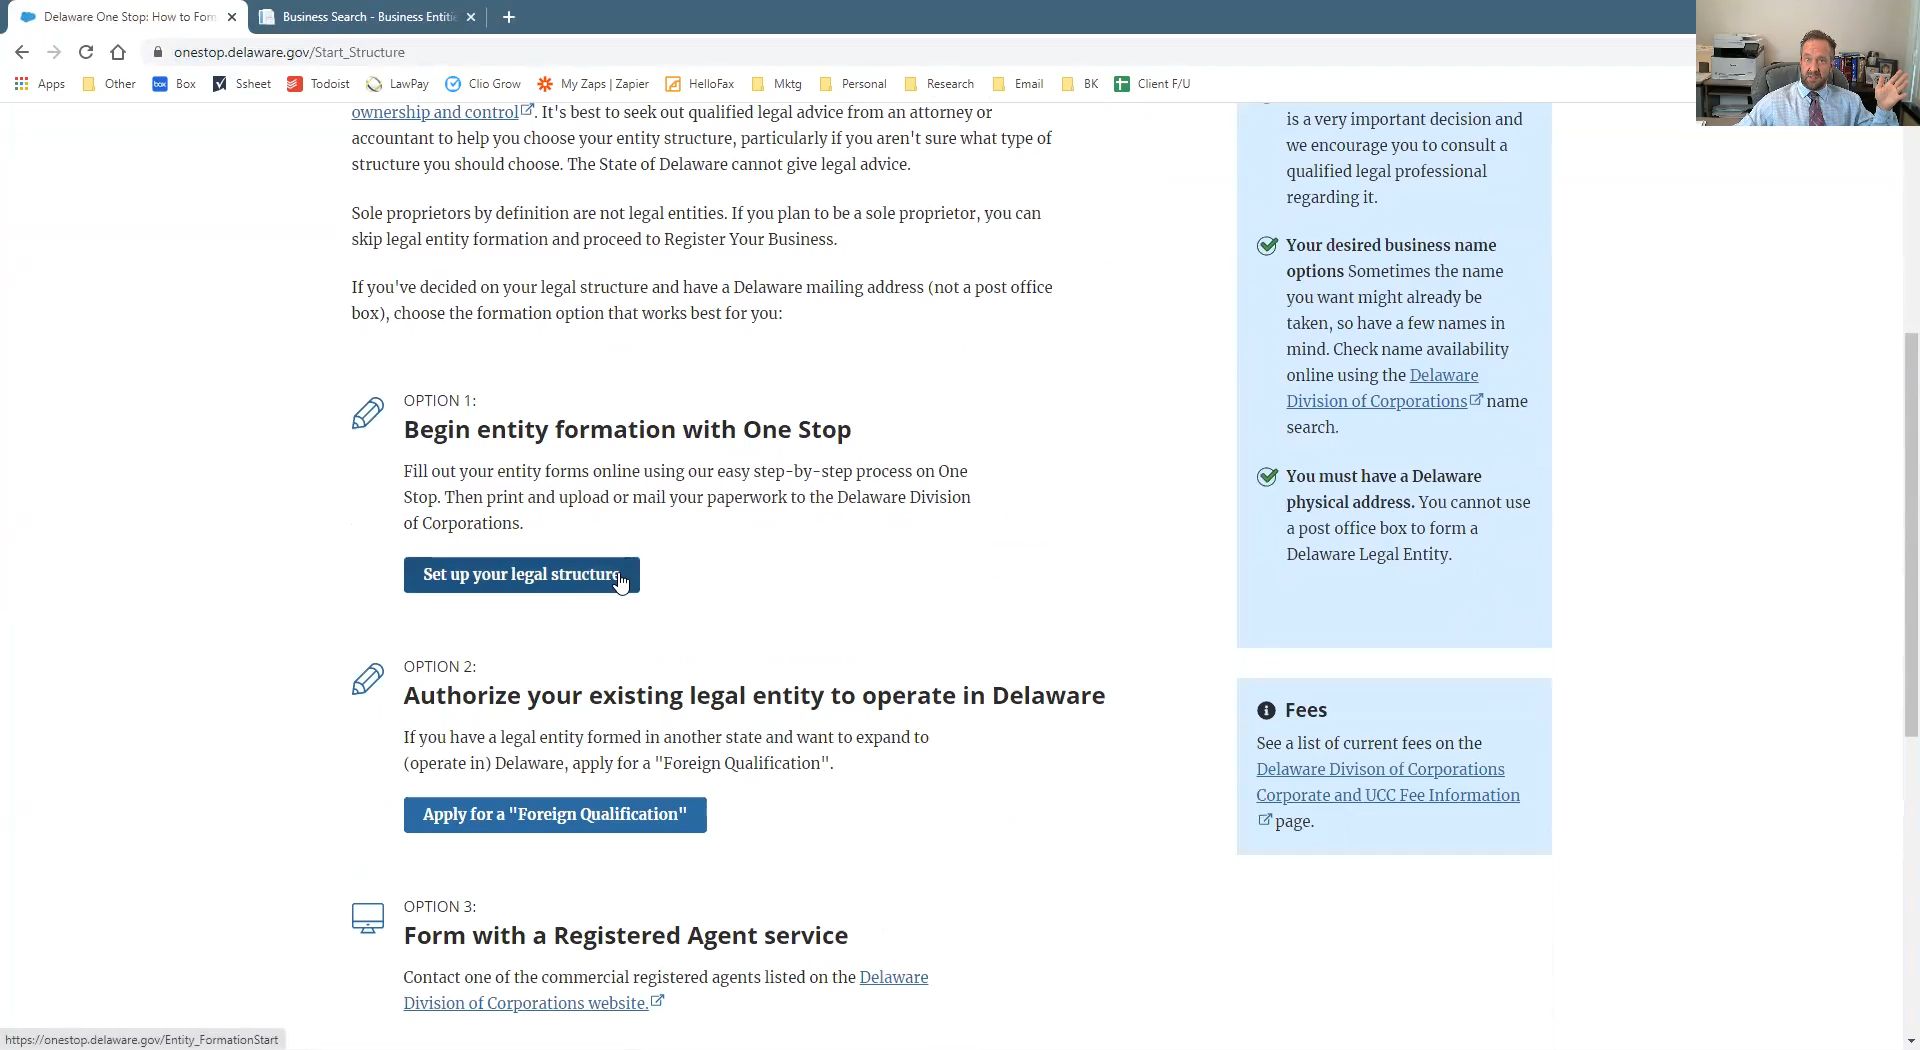 Delaware One Stop: How to Form
Business Search - Business Entiti
onestop.delaware.gov/Start_Structure
Apps
Other
box
Box
Ssheet
Todoist
LawPay
Clio Grow
My Zaps | Zapier
HelloFax
Mktg
Personal
Research
Email
BK
Client F/U
ownership and control. It's best to seek out qualified legal advice from an attorney or
accountant to help you choose your entity structure, particularly if you aren't sure what type of
structure you should choose. The State of Delaware cannot give legal advice.
Sole proprietors by definition are not legal entities. If you plan to be a sole proprietor, you can
skip legal entity formation and proceed to Register Your Business.
If you've decided on your legal structure and have a Delaware mailing address (not a post office
box), choose the formation option that works best for you:
OPTION 1:
Begin entity formation with One Stop
Fill out your entity forms online using our easy step-by-step process on One
Stop. Then print and upload or mail your paperwork to the Delaware Division
of Corporations.
Set up your legal structure
OPTION 2:
Authorize your existing legal entity to operate in Delaware
If you have a legal entity formed in another state and want to expand to
(operate in) Delaware, apply for a "Foreign Qualification".
Apply for a "Foreign Qualification"
OPTION 3:
Form with a Registered Agent service
Contact one of the commercial registered agents listed on the Delaware
Division of Corporations website.
is a very important decision and
we encourage you to consult a
qualified legal professional
regarding it.
Your desired business name
options Sometimes the name
you want might already be
taken, so have a few names in
mind. Check name availability
online using the Delaware
Division of Corporations name
search.
You must have a Delaware
physical address. You cannot use
a post office box to form a
Delaware Legal Entity.
Fees
See a list of current fees on the
Delaware Divison of Corporations
Corporate and UCC Fee Information
page.
https://onestop.delaware.gov/Entity_FormationStart